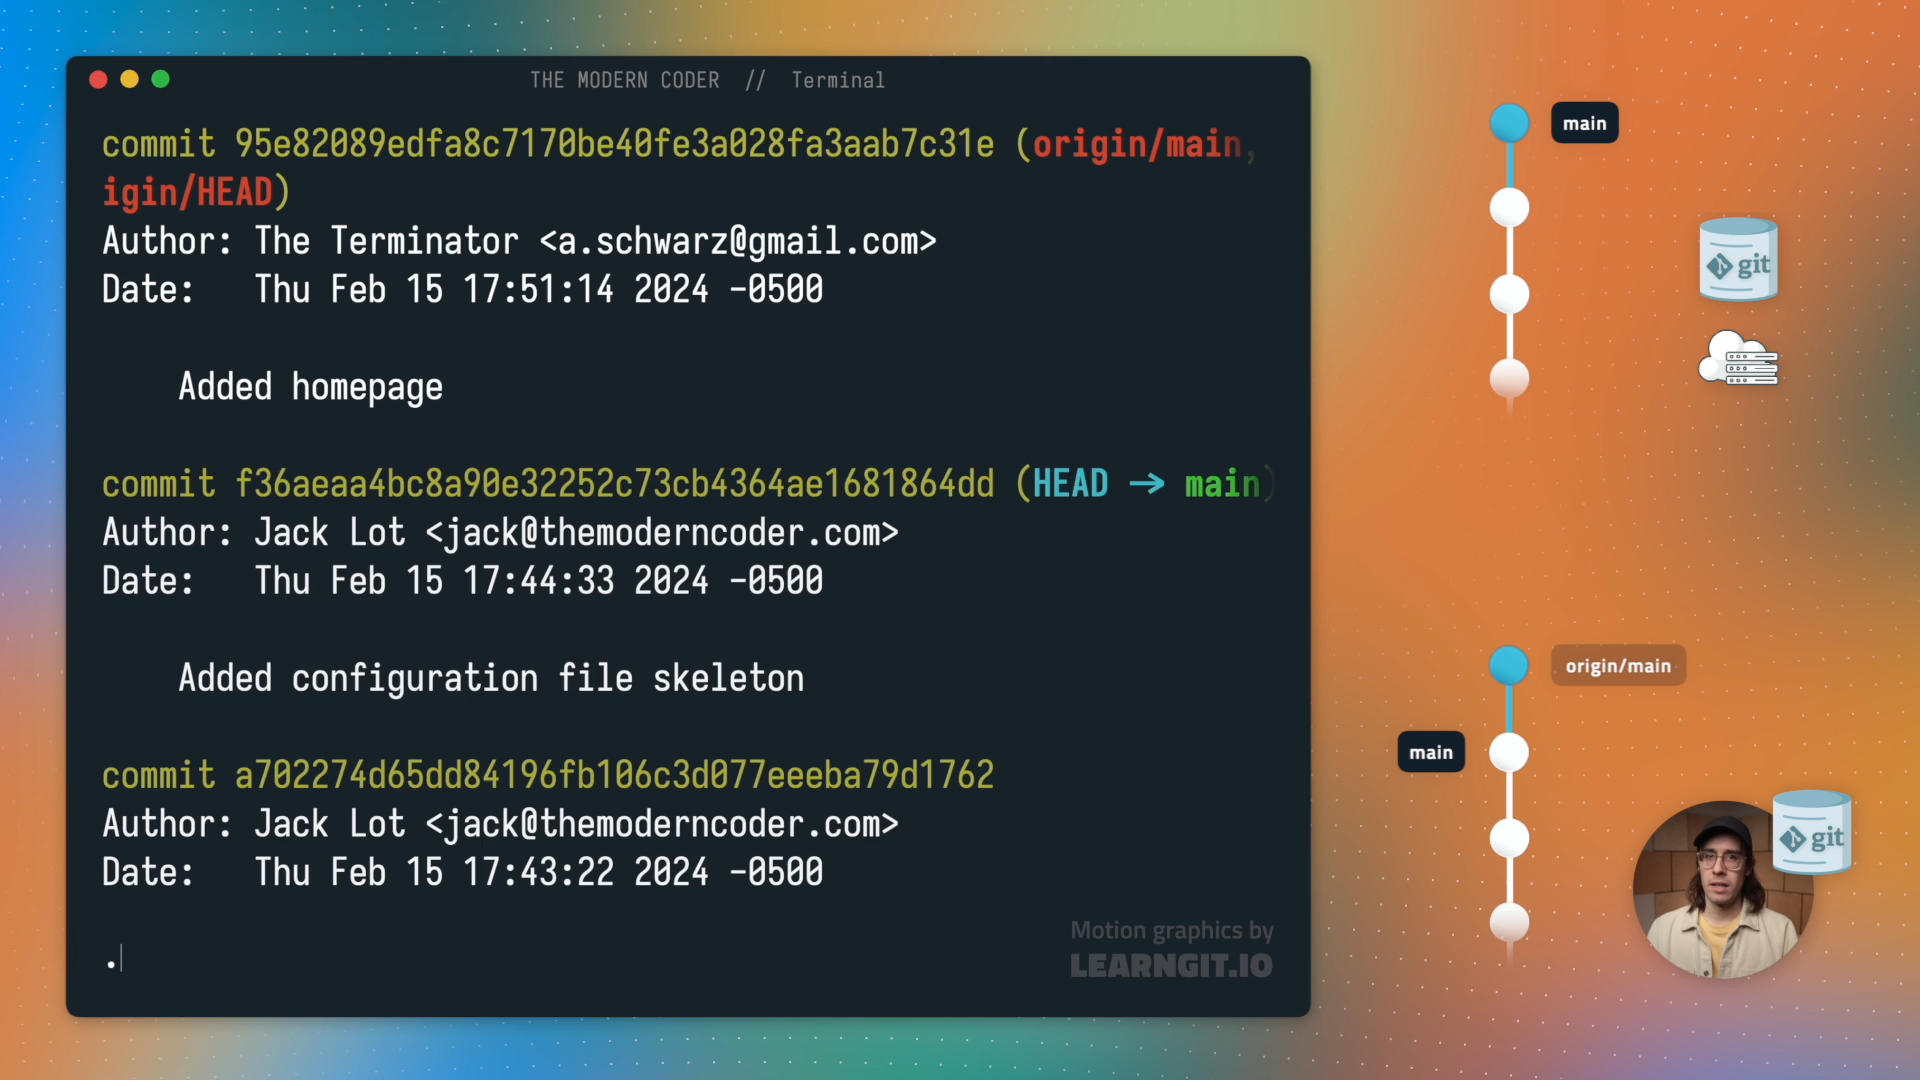 THE MODERN CODER // Terminal
commit 95e82089edfa8c7170be40fe3a028fa3aab7c31e (origin/main,
igin/HEAD)
Author: The Terminator <a.schwarz@gmail.com>
Date:   Thu Feb 15 17:51:14 2024 -0500
Added homepage
commit f36aeaa4bc8a90e32252c73cb4364ae1681864dd (HEAD -> main)
Author: Jack Lot <jack@themoderncoder.com>
Date:   Thu Feb 15 17:44:33 2024 -0500
Added configuration file skeleton
commit a702274d65dd84196fb106c3d077eeeba79d1762
Author: Jack Lot <jack@themoderncoder.com>
Date:   Thu Feb 15 17:43:22 2024 -0500
.
Motion graphics by
LEARNGIT.IO
main
git
origin/main
main
git